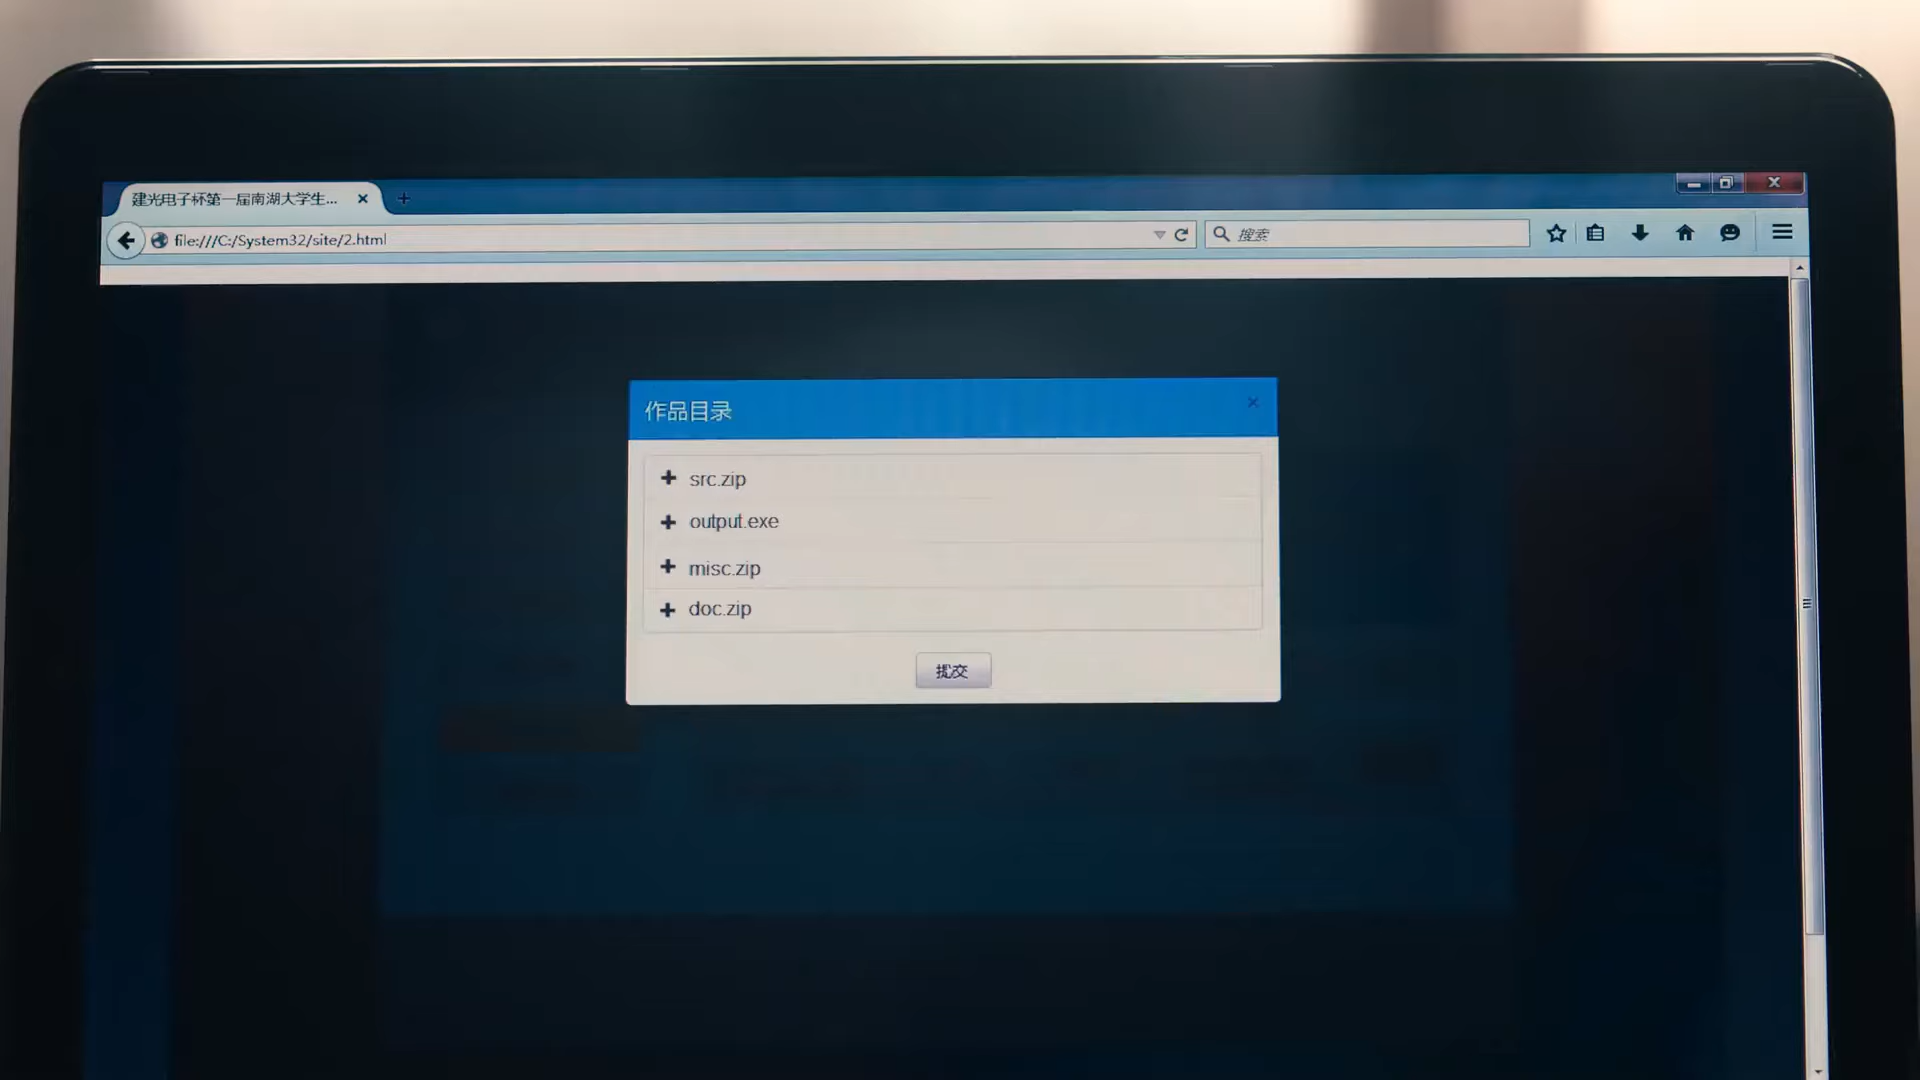 建光电子杯第一届南湖大学生...
file:///C:/System32/site/2.html
搜索
作品目录
src.zip
output.exe
misc.zip
doc.zip
提交